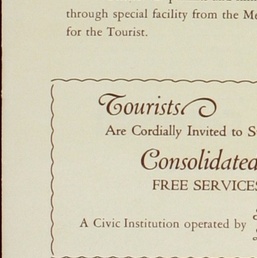 through special facility from the
for the Tourist.
Tourists
Are Cordially Invited to
Consolidated
FREE SERVICES
A Civic Institution operated by